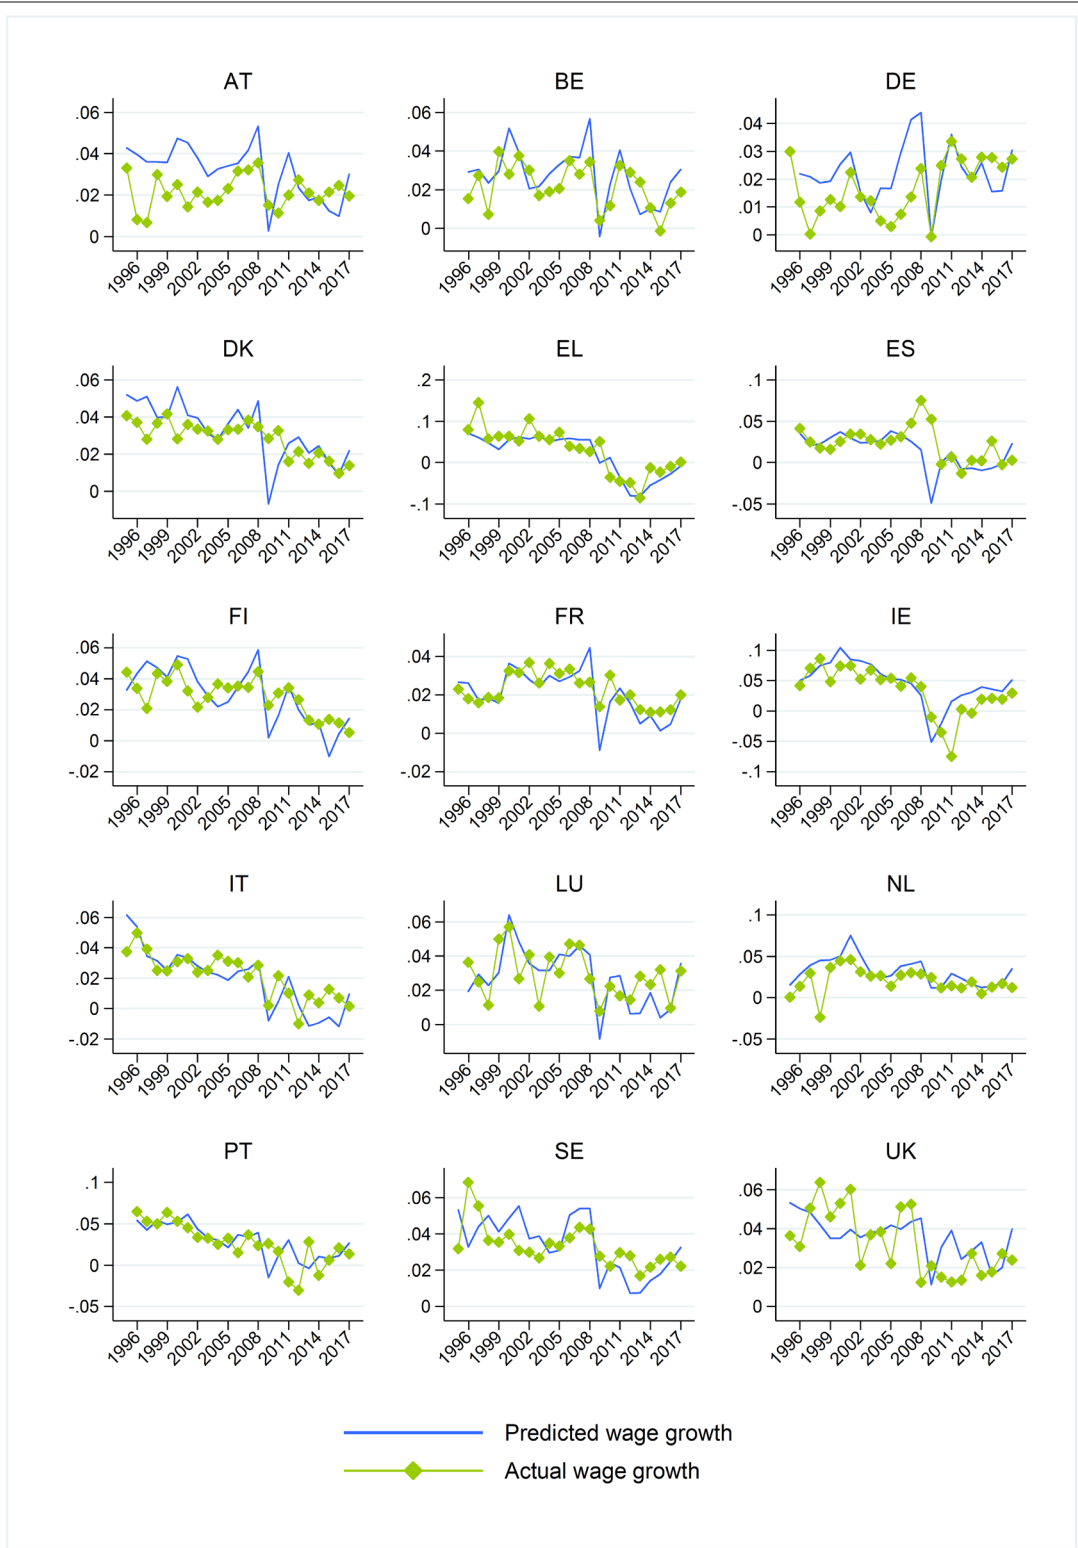 AT BE DE
.06 .06 .04
.04 .04 .03
.02 .02 .02
.01
0 0 0
1996 1999 2002 2005 2008 2011 2014 2017 1996 1999 2002 2005 2008 2011 2014 2017 1996 1999 2002 2005 2008 2011 2014 2017
DK EL ES
.06 .2 .1
.04 .1 .05
.02 0 0
0 -.1 -.05
1996 1999 2002 2005 2008 2011 2014 2017 1996 1999 2002 2005 2008 2011 2014 2017 1996 1999 2002 2005 2008 2011 2014 2017
FI FR IE
.06 .04 .1
.04 .02 .05
.02 0 0
0 -.05
-.02 -.02 -.1
1996 1999 2002 2005 2008 2011 2014 2017 1996 1999 2002 2005 2008 2011 2014 2017 1996 1999 2002 2005 2008 2011 2014 2017
IT LU NL
.06 .06 .1
.04 .04 .05
.02 .02 0
0 0
-.02 -.05
1996 1999 2002 2005 2008 2011 2014 2017 1996 1999 2002 2005 2008 2011 2014 2017 1996 1999 2002 2005 2008 2011 2014 2017
PT SE UK
.1 .06 .06
.05 .04 .04
0 .02 .02
-.05 0 0
1996 1999 2002 2005 2008 2011 2014 2017 1996 1999 2002 2005 2008 2011 2014 2017 1996 1999 2002 2005 2008 2011 2014 2017
Predicted wage growth
Actual wage growth